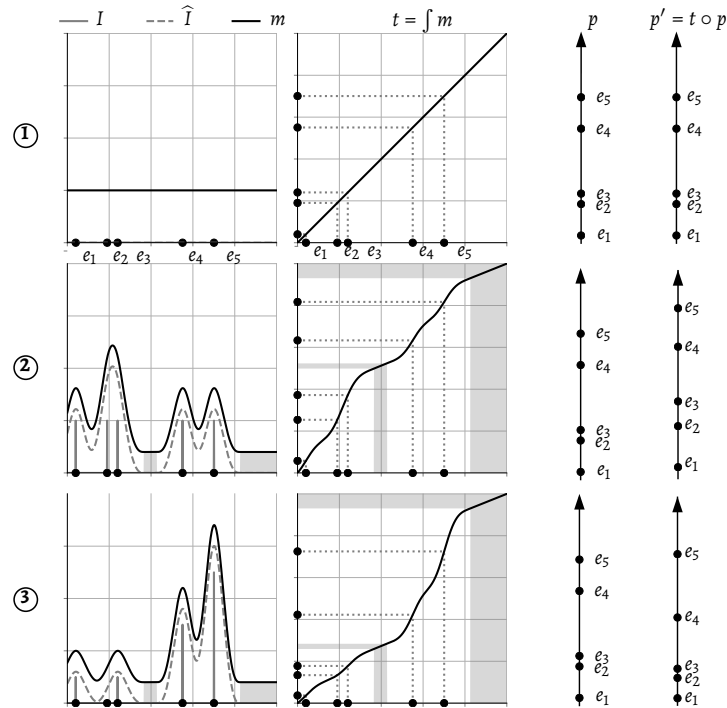 I Î m t = ∫ m p p′ = t ∘ p
1
e5 e5
e4 e4
e3 e3
e2 e2
e1 e1
e1 e2 e3 e4 e5 e1 e2 e3 e4 e5
2
e5 e5
e4 e4
e3 e3
e2 e2
e1 e1
3
e5 e5
e4 e4
e3 e3
e2 e2
e1 e1